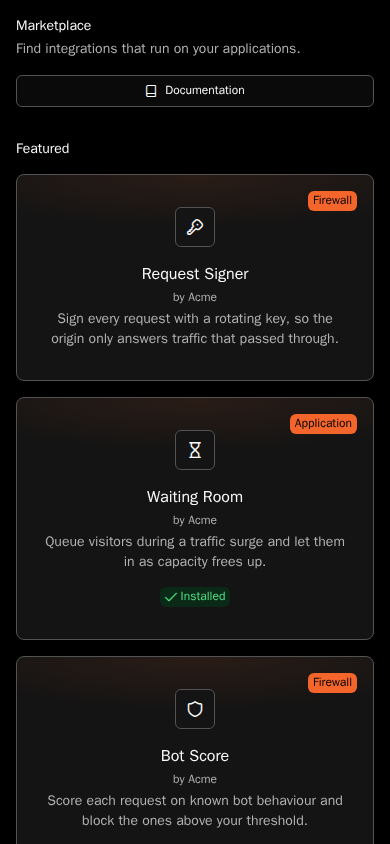 Marketplace
Find integrations that run on your applications.
Documentation
Featured
Firewall
Request Signer
by Acme
Sign every request with a rotating key, so the
origin only answers traffic that passed through.
Application
Waiting Room
by Acme
Queue visitors during a traffic surge and let them
in as capacity frees up.
Installed
Firewall
Bot Score
by Acme
Score each request on known bot behaviour and
block the ones above your threshold.